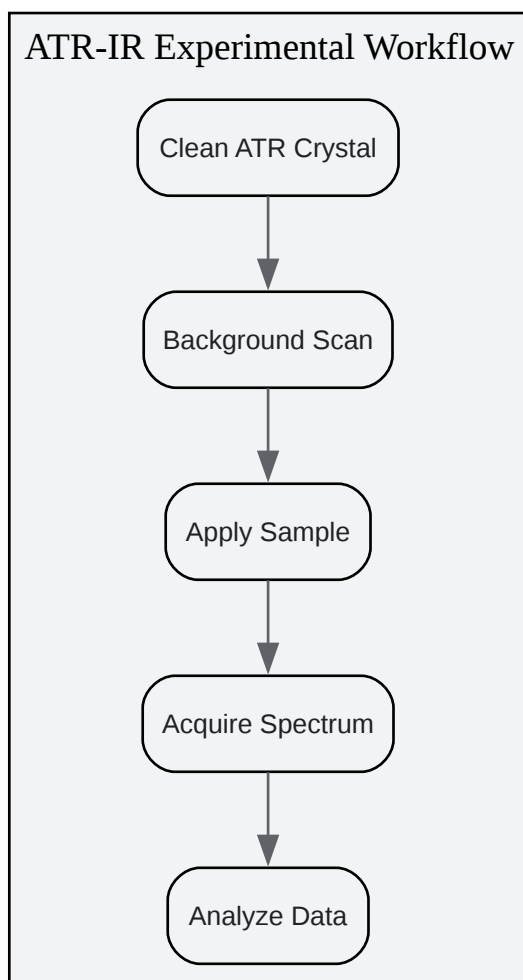 ATR-IR Experimental Workflow
Clean ATR Crystal
Background Scan
Apply Sample
Acquire Spectrum
Analyze Data